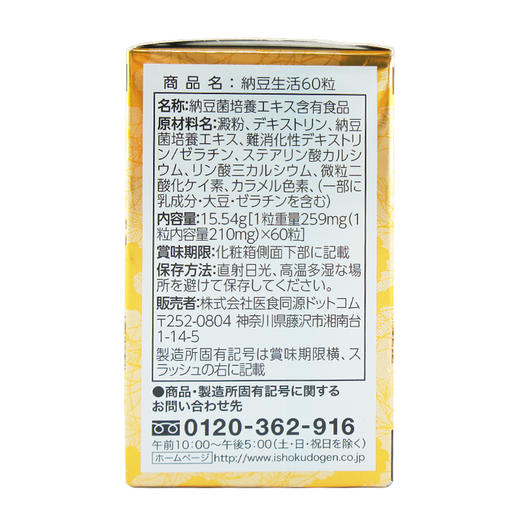 商品名：納豆生活60粒
名称：納豆菌培養エキス含有食品
原材料名：澱粉、デキストリン、納豆
菌培養エキス、難消化性デキストリ
ン/ゼラチン、ステアリン酸カルシ
ウム、リン酸三カルシウム、微粒二
酸化ケイ素、カラメル色素、(一部に
乳成分・大豆・ゼラチンを含む)
内容量：15.54g[1粒重量259mg(1
粒内容量210mg)×60粒]
賞味期限：化粧箱側面下部に記載
保存方法：直射日光、高温多湿な場
所を避けて保存してください。
販売者：株式会社医食同源ドットコム
〒252-0804 神奈川県藤沢市湘南台
1-14-5
製造所固有記号は賞味期限横、ス
ラッシュの右に記載
●商品・製造所固有記号に関する
お問い合わせ先
0120-362-916
午前10:00～午後5:00(土・日・祝日を除く)
ホームページ http://www.ishokudogen.com/